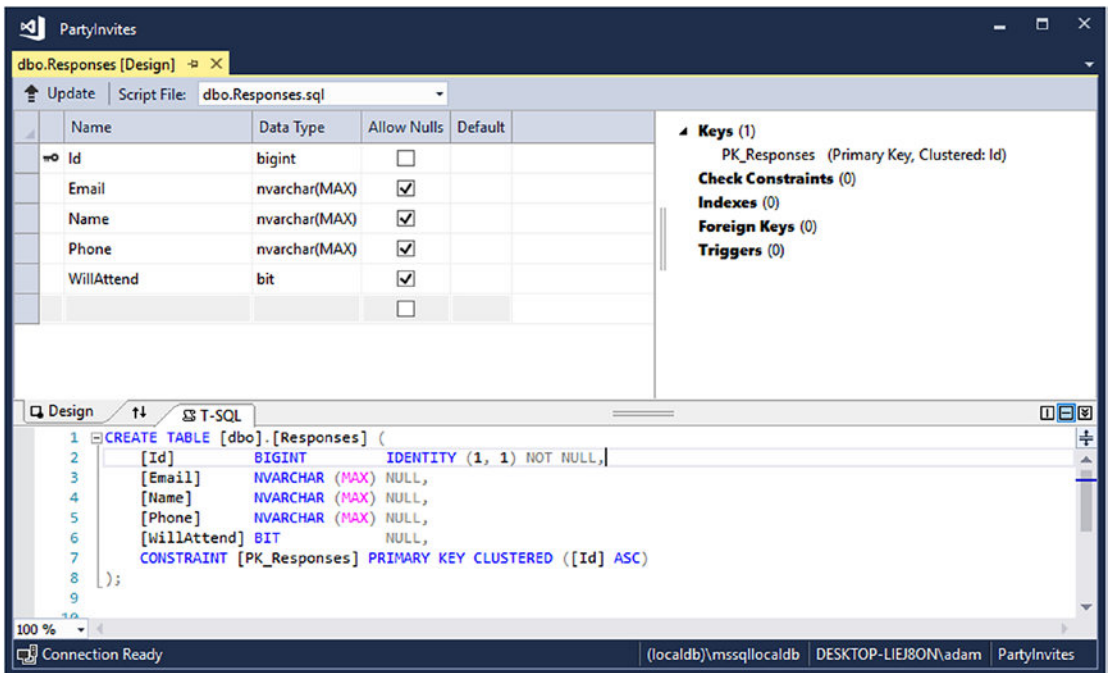 PartyInvites
dbo.Responses [Design]
Update Script File: dbo.Responses.sql
Name Data Type Allow Nulls Default
Id bigint
Email nvarchar(MAX)
Name nvarchar(MAX)
Phone nvarchar(MAX)
WillAttend bit
Keys (1)
PK_Responses (Primary Key, Clustered: Id)
Check Constraints (0)
Indexes (0)
Foreign Keys (0)
Triggers (0)
Design T-SQL
1 CREATE TABLE [dbo].[Responses] (
2 [Id] BIGINT IDENTITY (1, 1) NOT NULL,
3 [Email] NVARCHAR (MAX) NULL,
4 [Name] NVARCHAR (MAX) NULL,
5 [Phone] NVARCHAR (MAX) NULL,
6 [WillAttend] BIT NULL,
7 CONSTRAINT [PK_Responses] PRIMARY KEY CLUSTERED ([Id] ASC)
8 );
9
10
100 %
Connection Ready (localdb)\mssqllocaldb DESKTOP-LIEJ8ON\adam PartyInvites